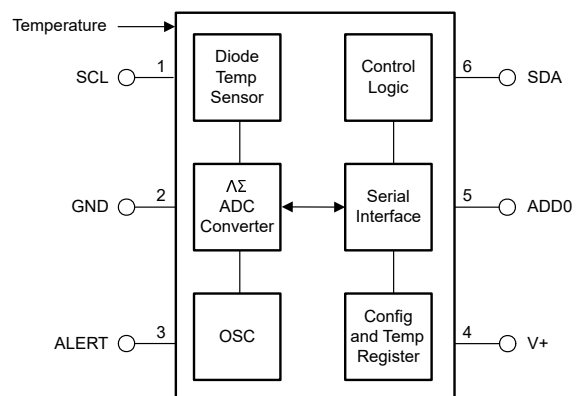 Temperature
SCL
1
Diode
Temp
Sensor
Control
Logic
6
SDA
GND
2
ΛΣ
ADC
Converter
Serial
Interface
5
ADD0
ALERT
3
OSC
Config
and Temp
Register
4
V+